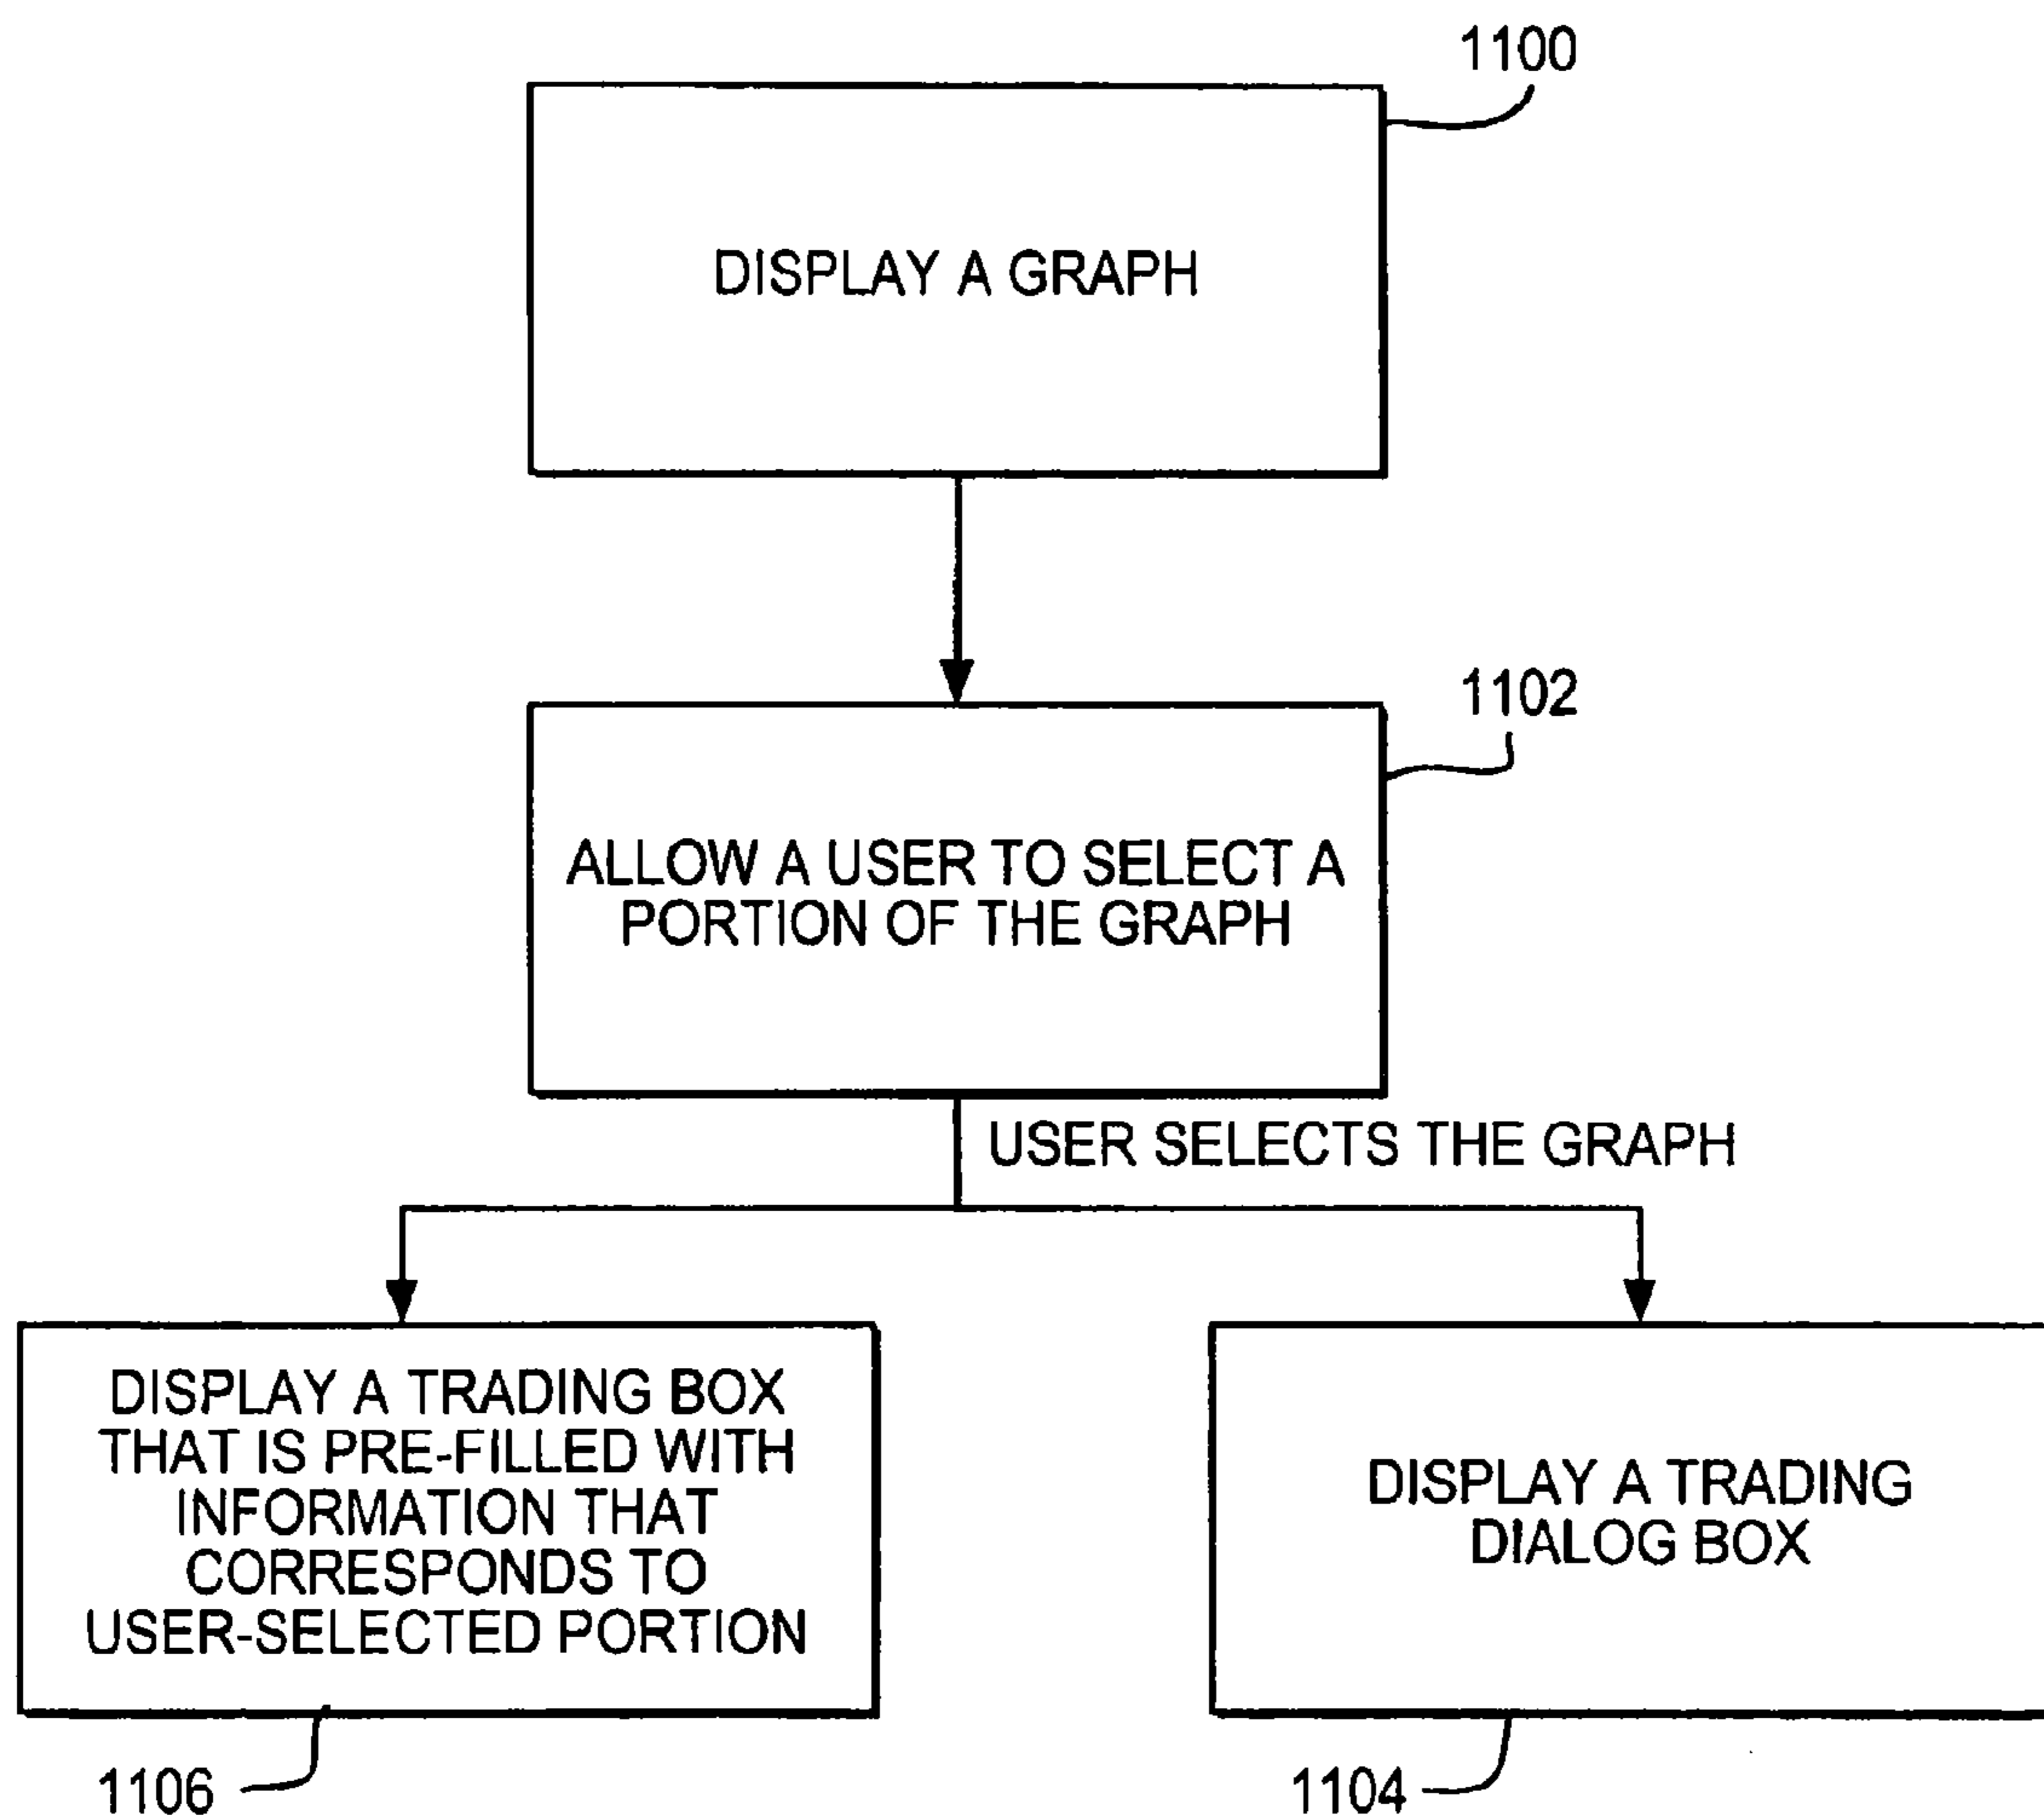 1100
DISPLAY A GRAPH
1102
ALLOW A USER TO SELECT A
PORTION OF THE GRAPH
USER SELECTS THE GRAPH
DISPLAY A TRADING BOX
THAT IS PRE-FILLED WITH
INFORMATION THAT
CORRESPONDS TO
USER-SELECTED PORTION
1106
DISPLAY A TRADING
DIALOG BOX
1104